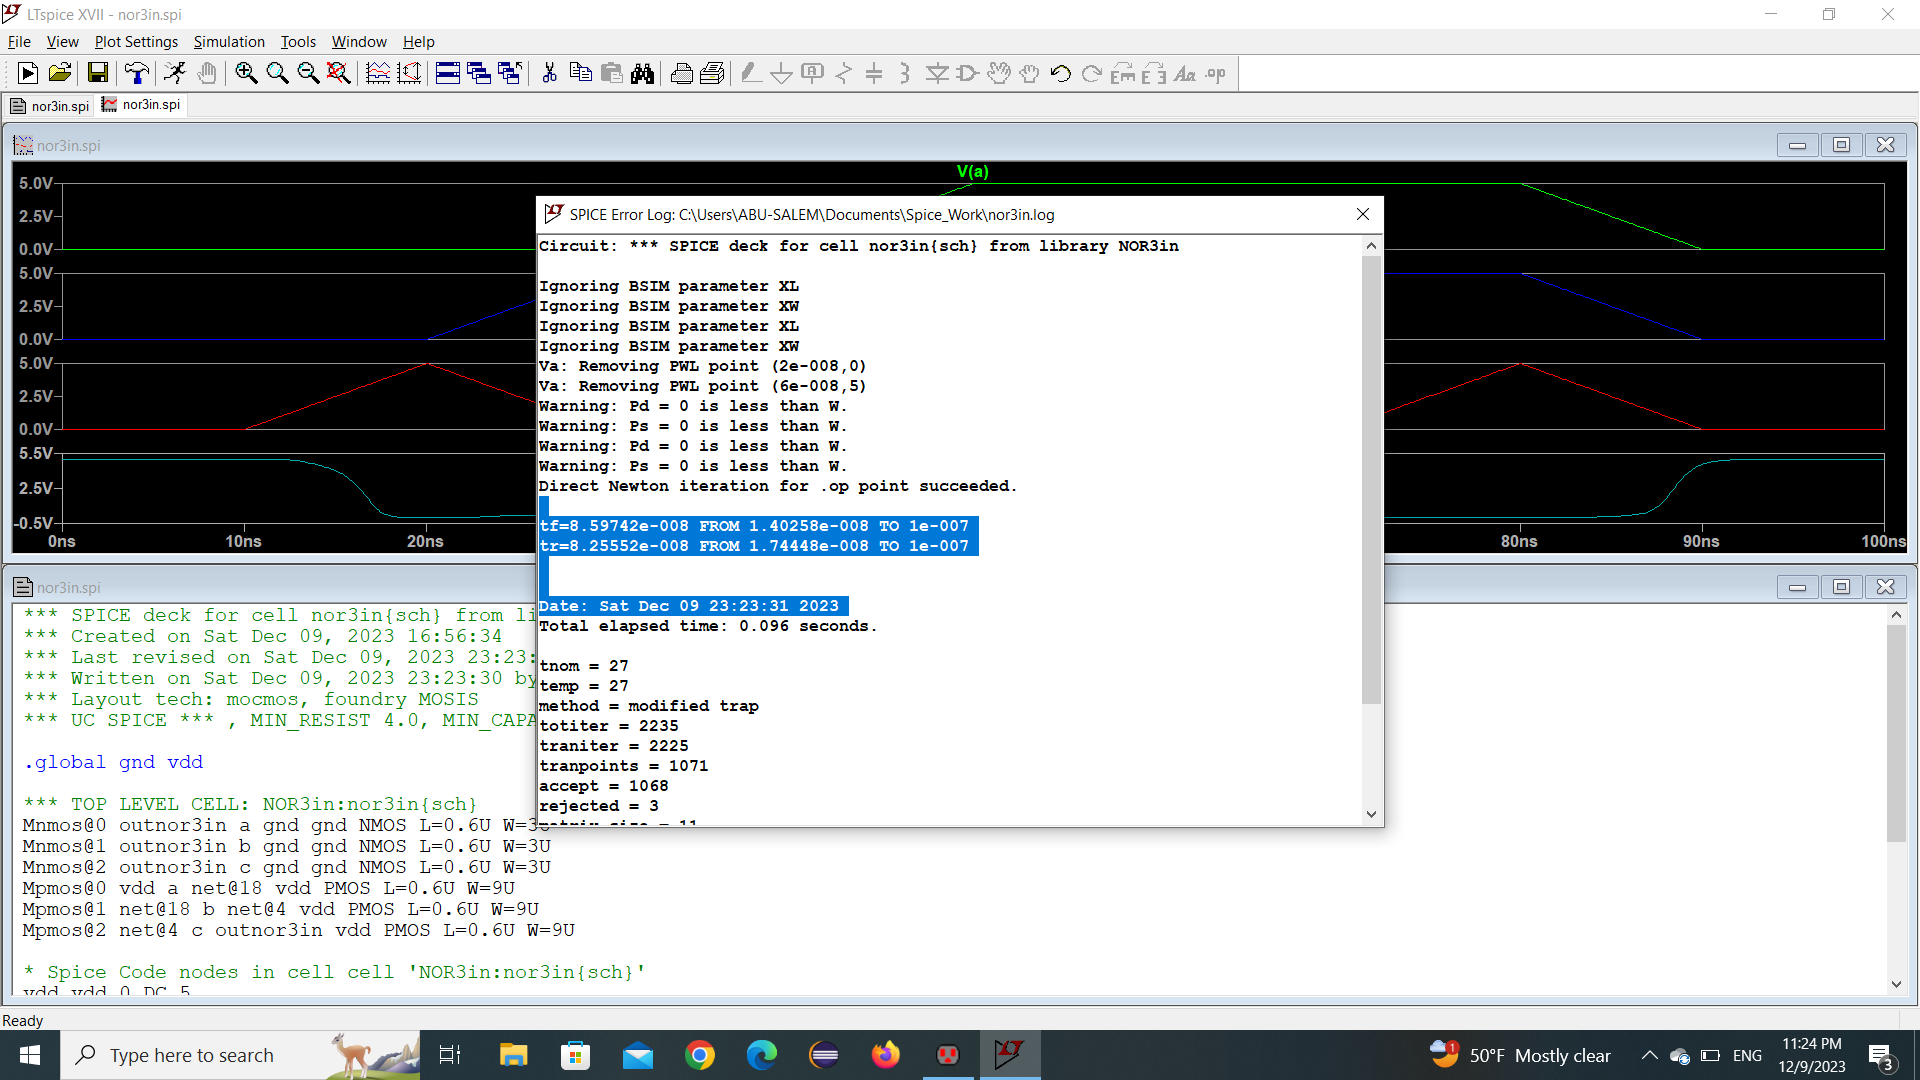 LTspice XVII - nor3in.spi
File View Plot Settings Simulation Tools Window Help
nor3in.spi nor3in.spi
nor3in.spi
V(a)
5.0V
2.5V
0.0V
5.0V
2.5V
0.0V
5.0V
2.5V
0.0V
5.5V
2.5V
-0.5V
0ns 10ns 20ns 80ns 90ns 100ns
SPICE Error Log: C:\Users\ABU-SALEM\Documents\Spice_Work\nor3in.log
Circuit: *** SPICE deck for cell nor3in{sch} from library NOR3in
Ignoring BSIM parameter XL
Ignoring BSIM parameter XW
Ignoring BSIM parameter XL
Ignoring BSIM parameter XW
Va: Removing PWL point (2e-008,0)
Va: Removing PWL point (6e-008,5)
Warning: Pd = 0 is less than W.
Warning: Ps = 0 is less than W.
Warning: Pd = 0 is less than W.
Warning: Ps = 0 is less than W.
Direct Newton iteration for .op point succeeded.
tf=8.59742e-008 FROM 1.40258e-008 TO 1e-007
tr=8.25552e-008 FROM 1.74448e-008 TO 1e-007
Date: Sat Dec 09 23:23:31 2023
Total elapsed time: 0.096 seconds.
tnom = 27
temp = 27
method = modified trap
totiter = 2235
traniter = 2225
tranpoints = 1071
accept = 1068
rejected = 3
matrix size = 11
nor3in.spi
*** SPICE deck for cell nor3in{sch} from li
*** Created on Sat Dec 09, 2023 16:56:34
*** Last revised on Sat Dec 09, 2023 23:23:
*** Written on Sat Dec 09, 2023 23:23:30 by
*** Layout tech: mocmos, foundry MOSIS
*** UC SPICE *** , MIN_RESIST 4.0, MIN_CAPA
.global gnd vdd
*** TOP LEVEL CELL: NOR3in:nor3in{sch}
Mnmos@0 outnor3in a gnd gnd NMOS L=0.6U W=3U
Mnmos@1 outnor3in b gnd gnd NMOS L=0.6U W=3U
Mnmos@2 outnor3in c gnd gnd NMOS L=0.6U W=3U
Mpmos@0 vdd a net@18 vdd PMOS L=0.6U W=9U
Mpmos@1 net@18 b net@4 vdd PMOS L=0.6U W=9U
Mpmos@2 net@4 c outnor3in vdd PMOS L=0.6U W=9U
* Spice Code nodes in cell cell 'NOR3in:nor3in{sch}'
vdd vdd 0 DC 5
Ready
Type here to search
1
50°F Mostly clear
ENG
11:24 PM
12/9/2023
3